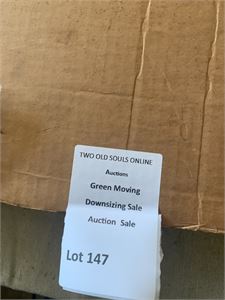 TWO OLD SOULS ONLINE
Auctions
Green Moving
Downsizing Sale
Auction Sale
Lot 147